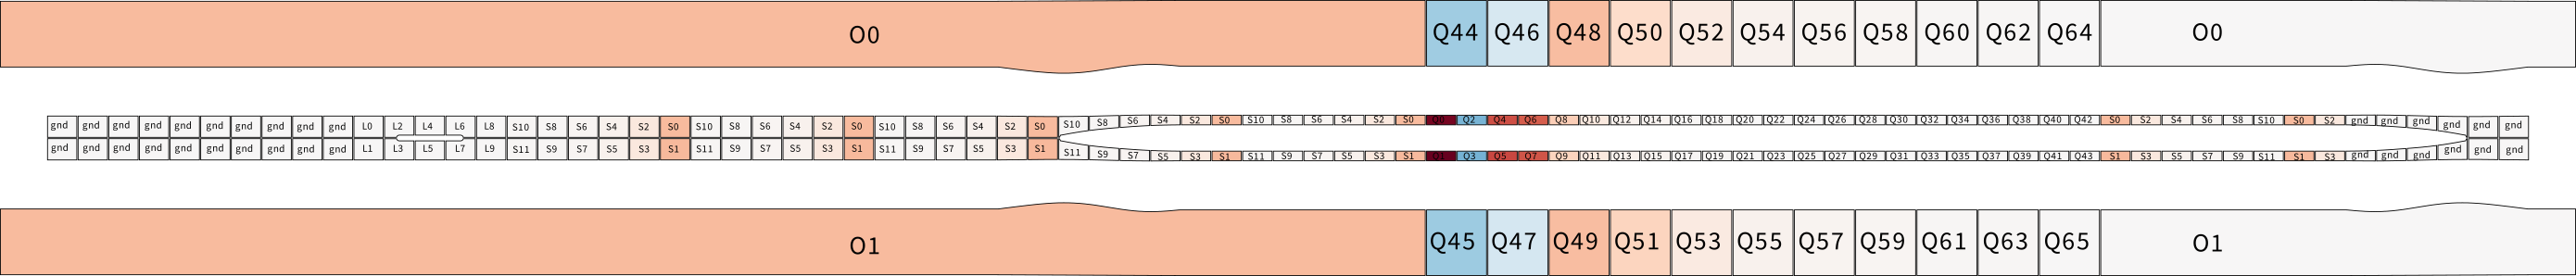 O0 Q44 Q46 Q48 Q50 Q52 Q54 Q56 Q58 Q60 Q62 Q64 O0
gnd gnd gnd gnd gnd gnd gnd gnd gnd gnd L0 L2 L4 L6 L8 S10 S8 S6 S4 S2 S0 S10 S8 S6 S4 S2 S0 S10 S8 S6 S4 S2 S0 S10 S8 S6 S4 S2 S0 S10 S8 S6 S4 S2 S0 Q0 Q2 Q4 Q6 Q8 Q10 Q12 Q14 Q16 Q18 Q20 Q22 Q24 Q26 Q28 Q30 Q32 Q34 Q36 Q38 Q40 Q42 S0 S2 S4 S6 S8 S10 S0 S2 gnd gnd gnd gnd gnd gnd
gnd gnd gnd gnd gnd gnd gnd gnd gnd gnd L1 L3 L5 L7 L9 S11 S9 S7 S5 S3 S1 S11 S9 S7 S5 S3 S1 S11 S9 S7 S5 S3 S1 S11 S9 S7 S5 S3 S1 S11 S9 S7 S5 S3 S1 Q1 Q3 Q5 Q7 Q9 Q11 Q13 Q15 Q17 Q19 Q21 Q23 Q25 Q27 Q29 Q31 Q33 Q35 Q37 Q39 Q41 Q43 S1 S3 S5 S7 S9 S11 S1 S3 gnd gnd gnd gnd gnd gnd
O1 Q45 Q47 Q49 Q51 Q53 Q55 Q57 Q59 Q61 Q63 Q65 O1